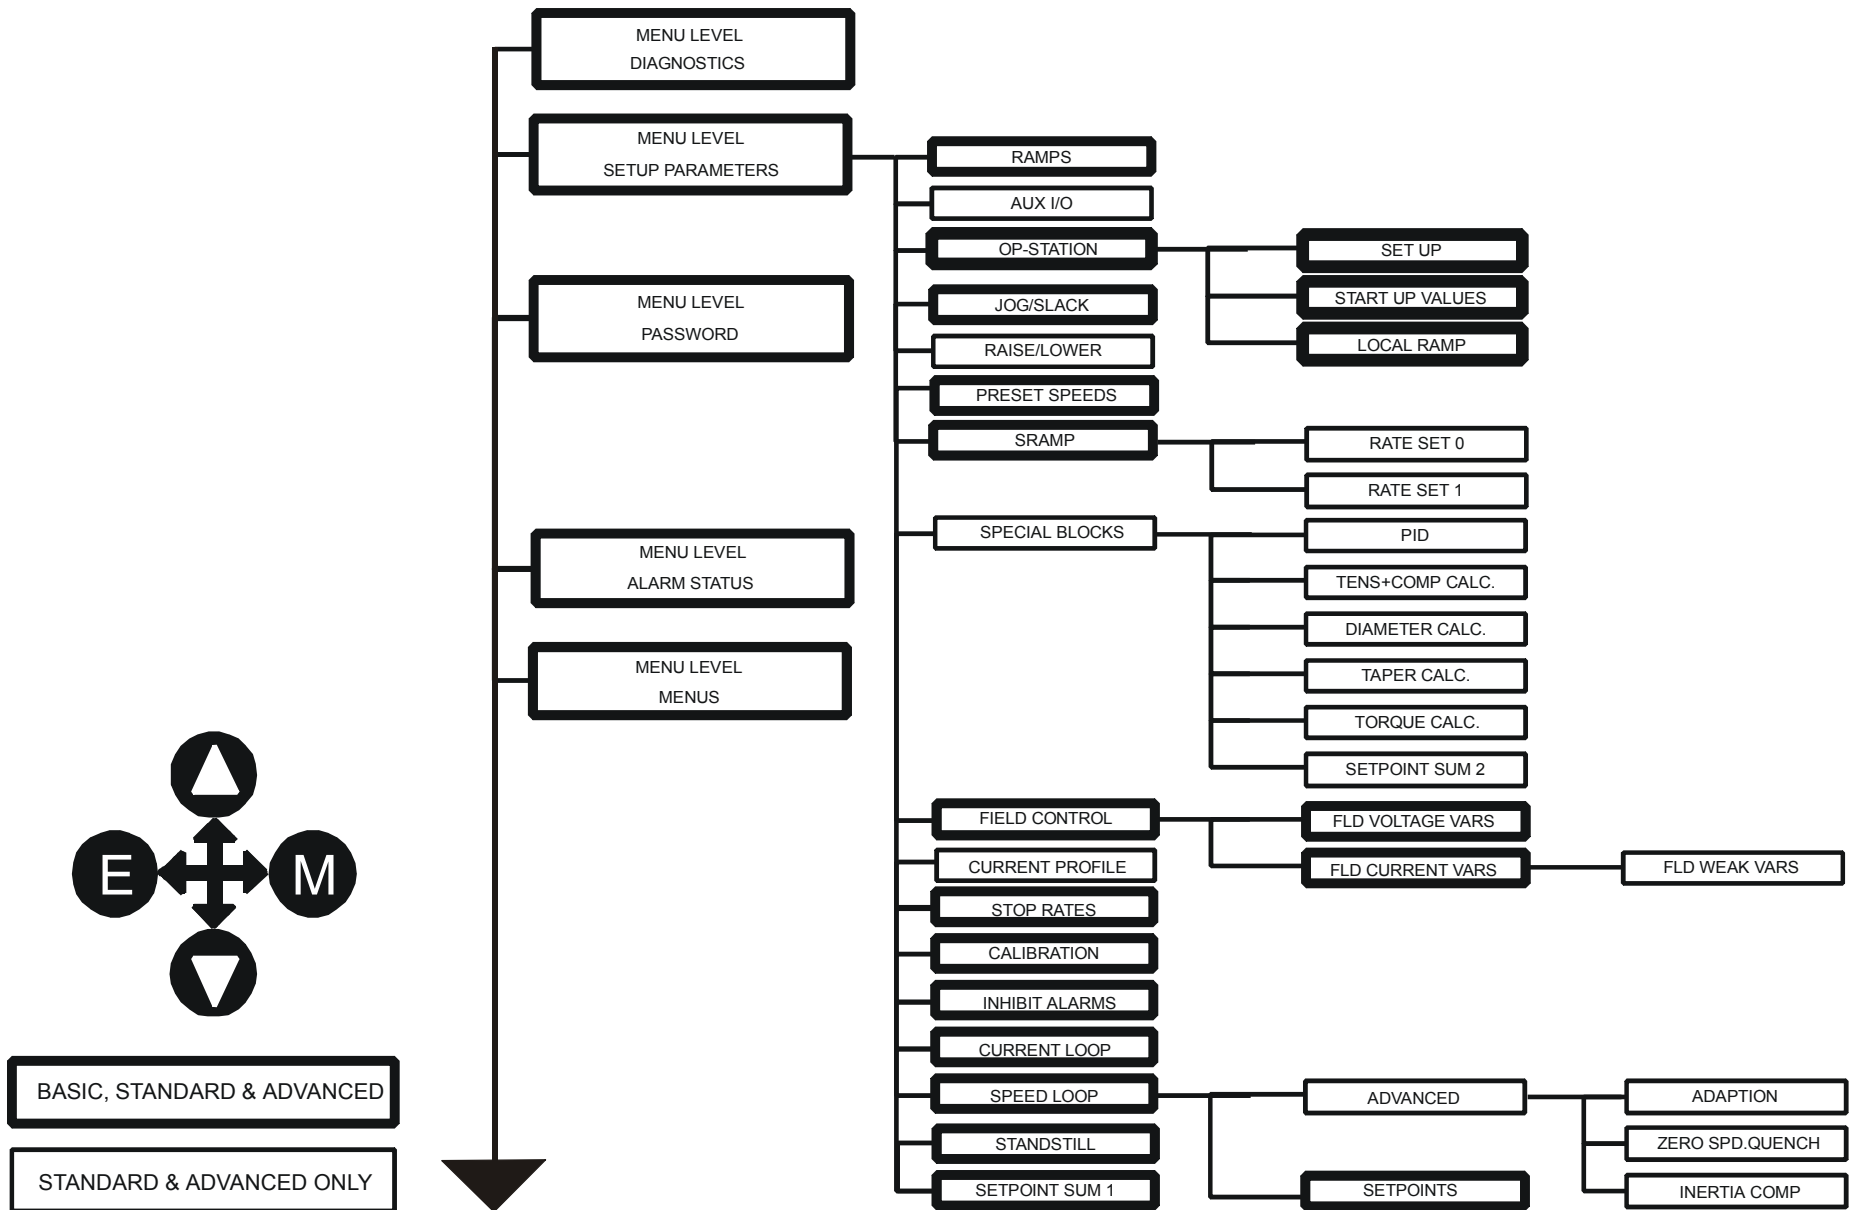 MENU LEVEL
DIAGNOSTICS
MENU LEVEL
SETUP PARAMETERS
MENU LEVEL
PASSWORD
MENU LEVEL
ALARM STATUS
MENU LEVEL
MENUS
RAMPS
AUX I/O
OP-STATION
SET UP
START UP VALUES
LOCAL RAMP
JOG/SLACK
RAISE/LOWER
PRESET SPEEDS
SRAMP
RATE SET 0
RATE SET 1
SPECIAL BLOCKS
PID
TENS+COMP CALC.
DIAMETER CALC.
TAPER CALC.
TORQUE CALC.
SETPOINT SUM 2
FIELD CONTROL
FLD VOLTAGE VARS
FLD CURRENT VARS
FLD WEAK VARS
CURRENT PROFILE
STOP RATES
CALIBRATION
INHIBIT ALARMS
CURRENT LOOP
SPEED LOOP
ADVANCED
ADAPTION
ZERO SPD.QUENCH
INERTIA COMP
SETPOINTS
STANDSTILL
SETPOINT SUM 1
E
M
BASIC, STANDARD & ADVANCED
STANDARD & ADVANCED ONLY